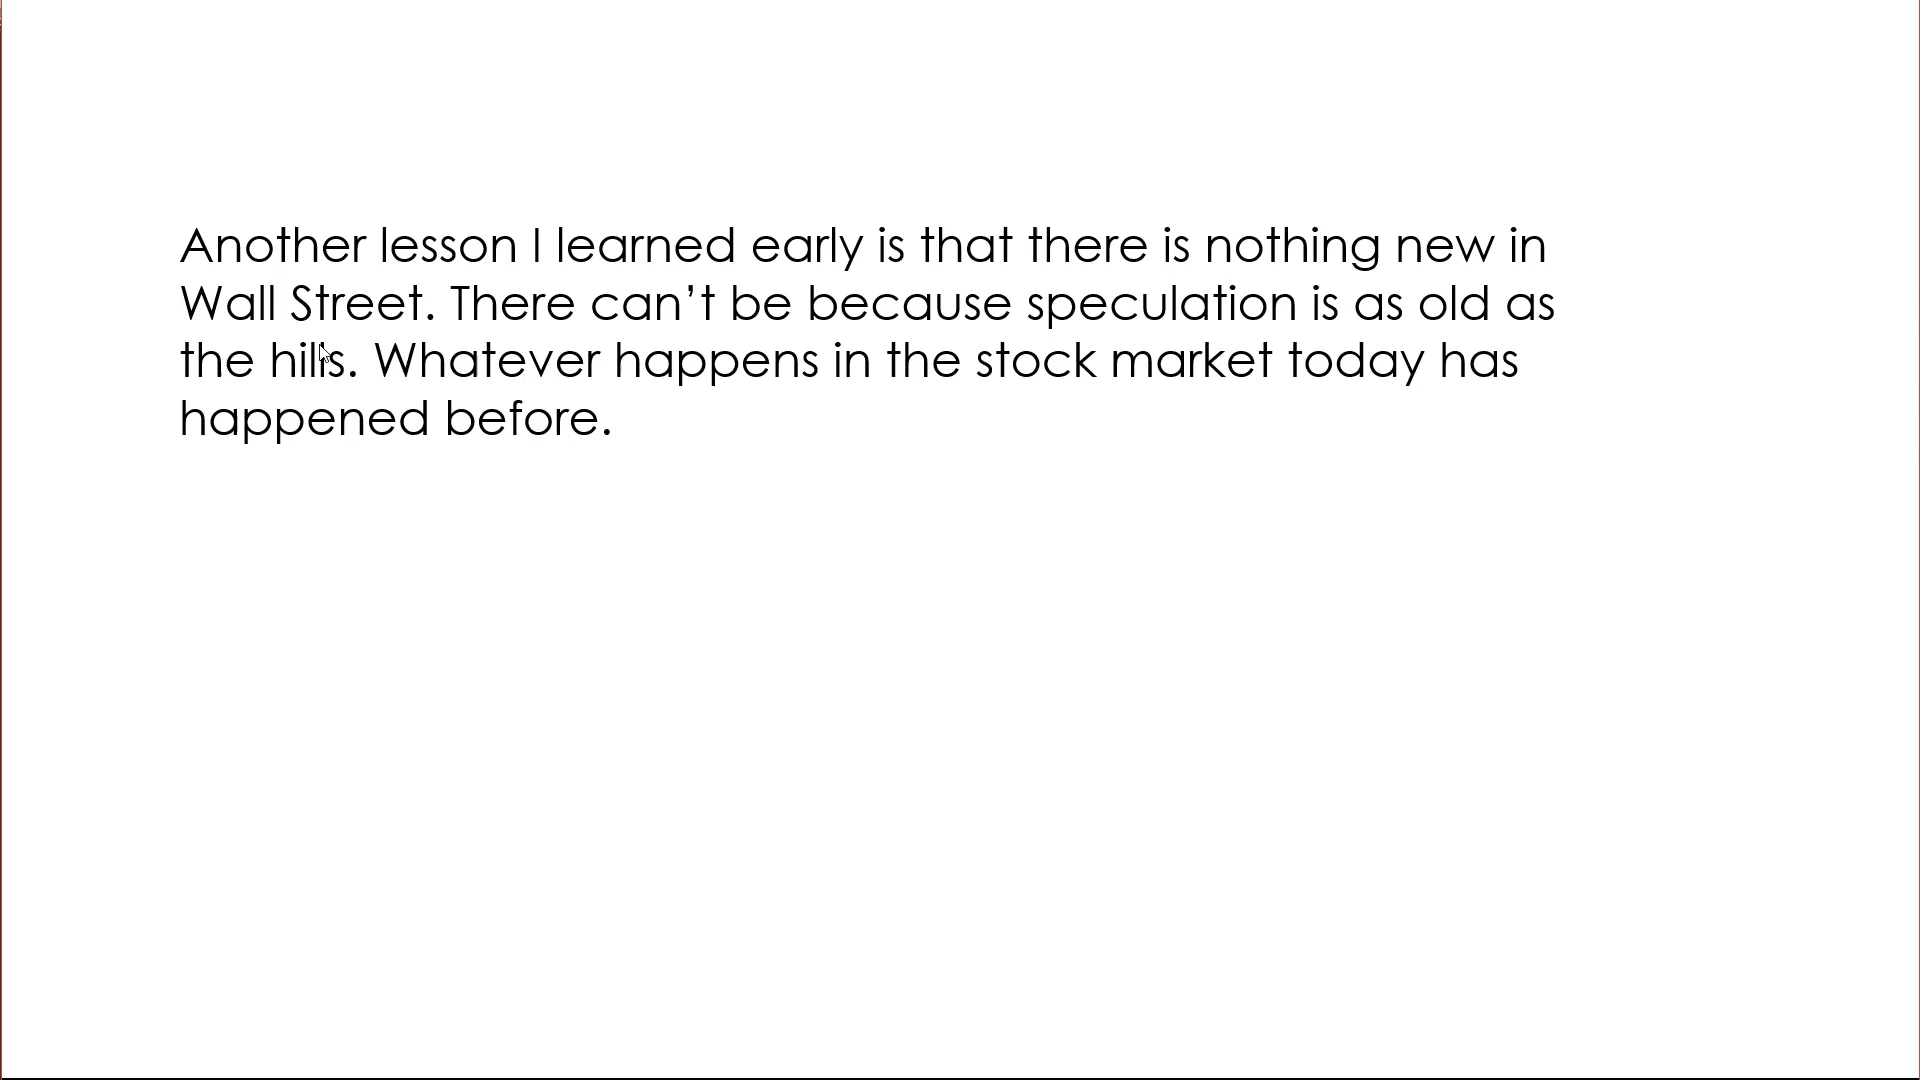 Another lesson I learned early is that there is nothing new in
Wall Street. There can’t be because speculation is as old as
the hills. Whatever happens in the stock market today has
happened before.